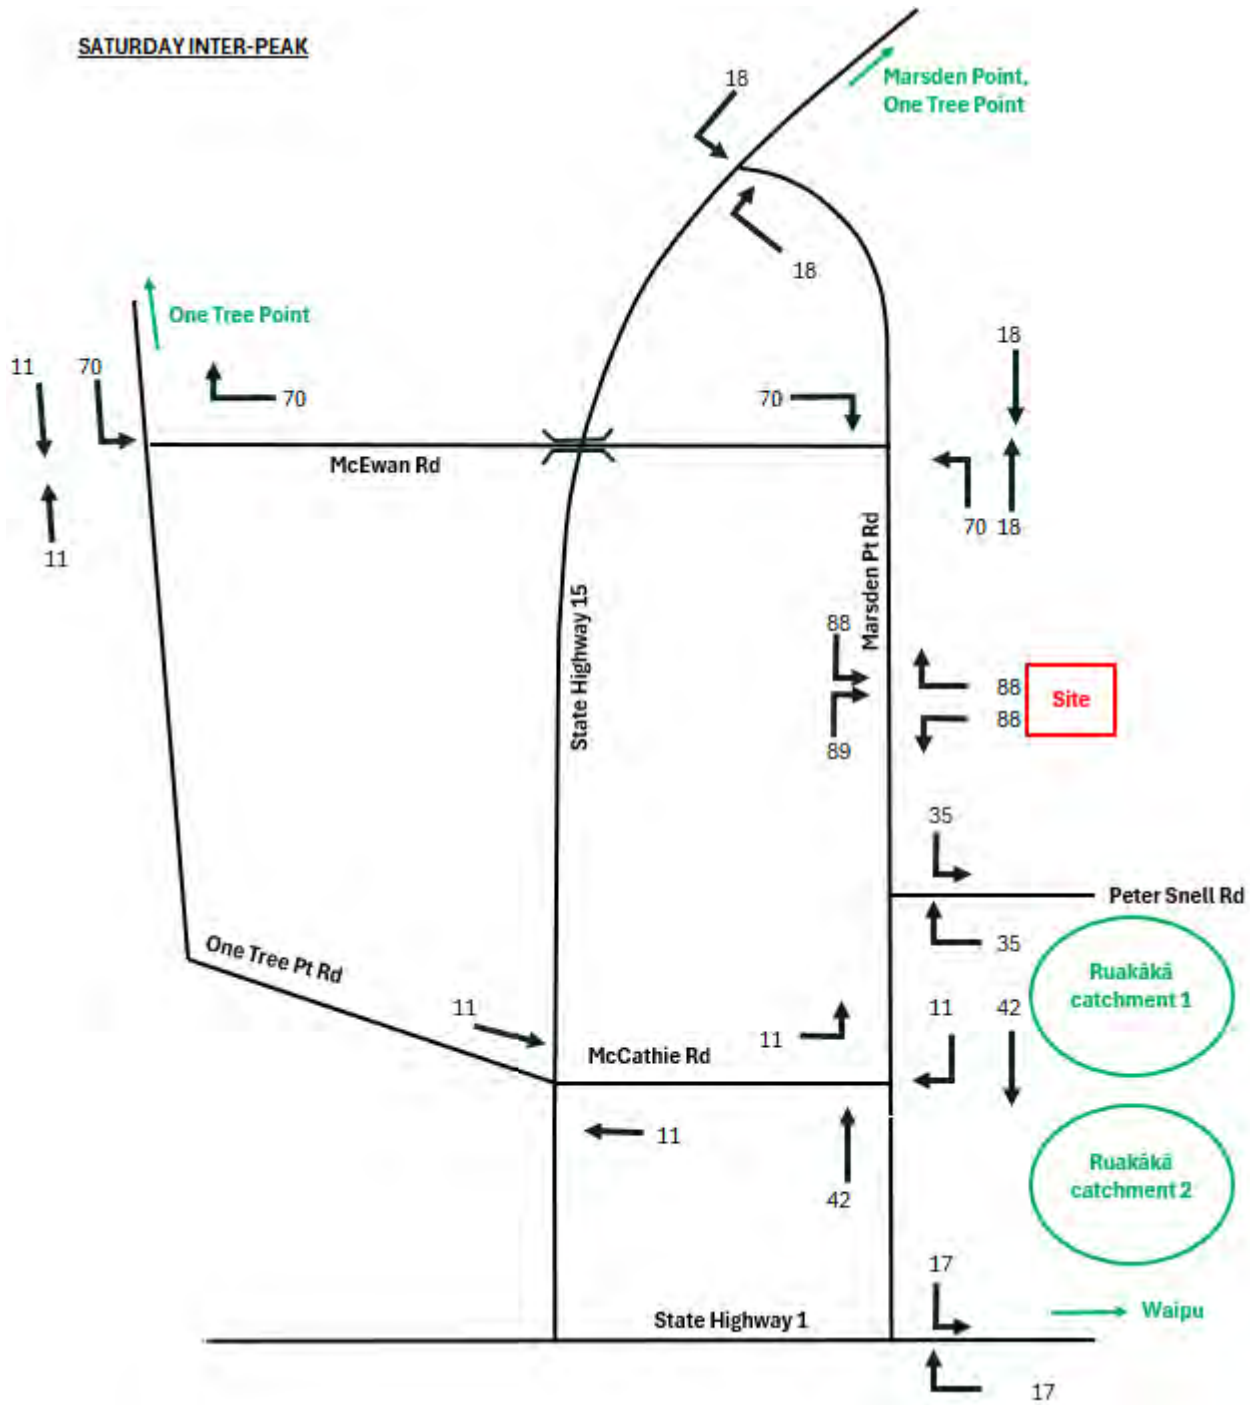 SATURDAY INTER-PEAK
18
Marsden Point,
One Tree Point
18
One Tree Point
18
11
70
70
70
McEwan Rd
11
70
18
Marsden Pt Rd
State Highway 15
88
88
Site
88
89
35
Peter Snell Rd
One Tree Pt Rd
35
Ruakākā
catchment 1
11
11
11
42
McCathie Rd
11
42
Ruakākā
catchment 2
17
State Highway 1
Waipu
17